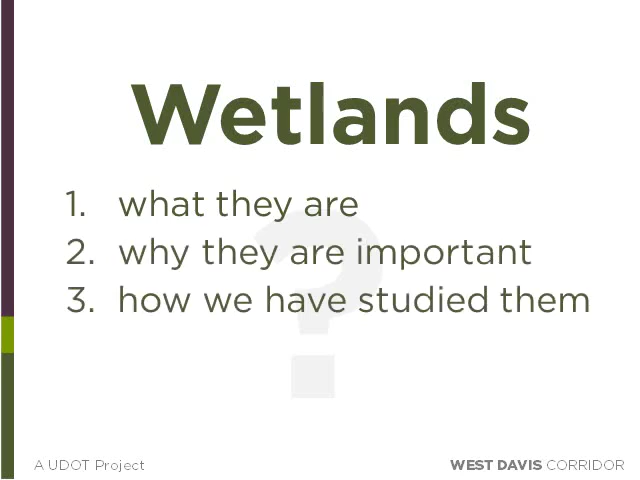 Wetlands
1. what they are
2. why they are important
3. how we have studied them
?
A UDOT Project
WEST DAVIS CORRIDOR